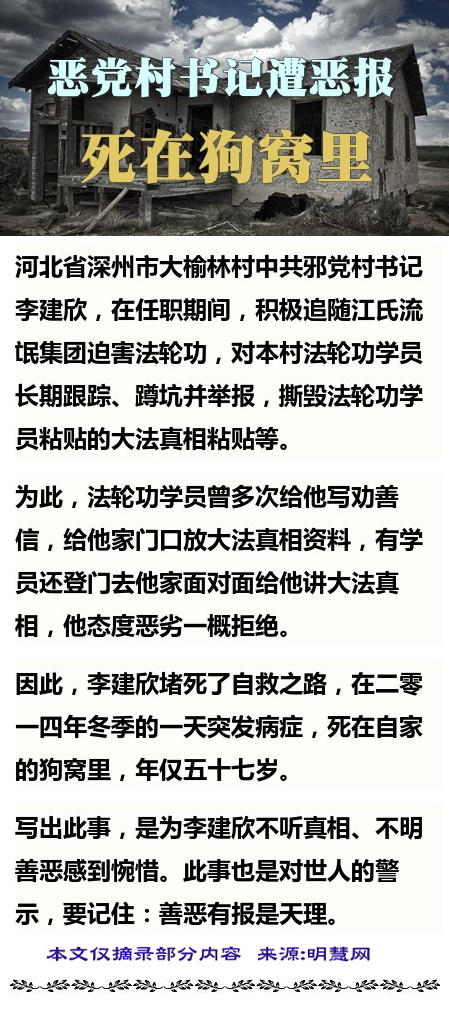 恶党村书记遭恶报
死在狗窝里
河北省深州市大榆林村中共邪党村书记
李建欣，在任职期间，积极追随江氏流
氓集团迫害法轮功，对本村法轮功学员
长期跟踪、蹲坑并举报，撕毁法轮功学
员粘贴的大法真相粘贴等。
为此，法轮功学员曾多次给他写劝善
信，给他家门口放大法真相资料，有学
员还登门去他家面对面给他讲大法真
相，他态度恶劣一概拒绝。
因此，李建欣堵死了自救之路，在二零
一四年冬季的一天突发病症，死在自家
的狗窝里，年仅五十七岁。
写出此事，是为李建欣不听真相、不明
善恶感到惋惜。此事也是对世人的警
示，要记住：善恶有报是天理。
本文仅摘录部分内容 来源:明慧网